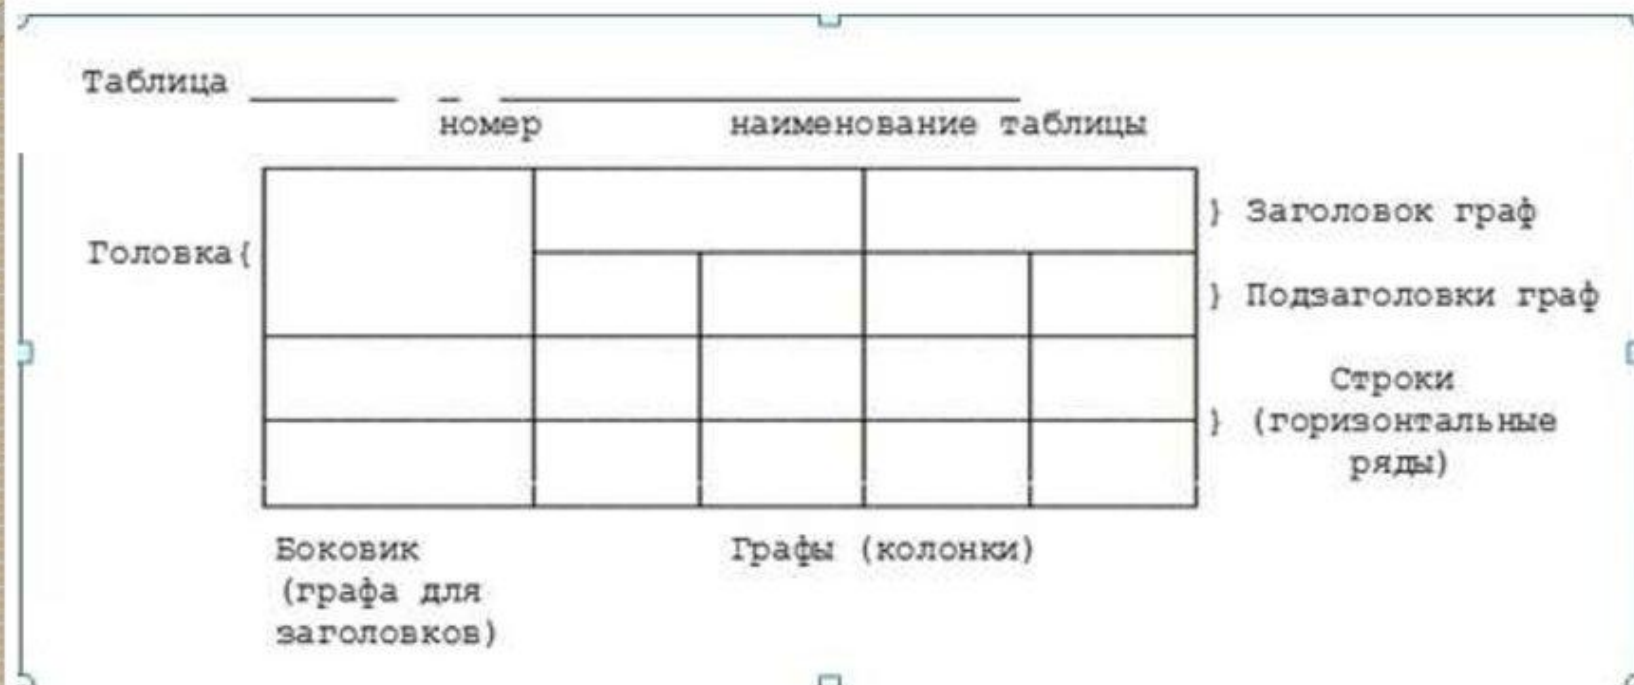 Таблица _______ – _______________________
номер наименование таблицы
} Заголовок граф
Головка{
} Подзаголовки граф
Строки
} (горизонтальные
ряды)
Боковик Графы (колонки)
(графа для
заголовков)